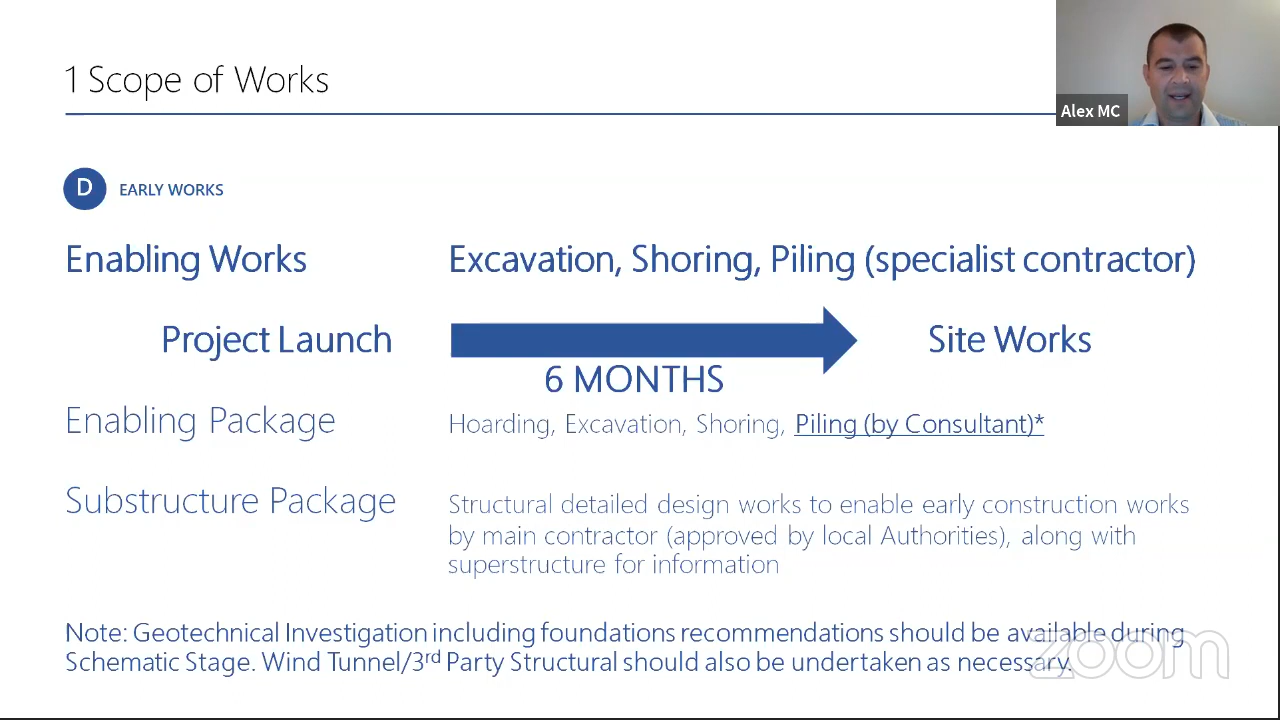 1 Scope of Works
Alex MC
D EARLY WORKS
Enabling Works Excavation, Shoring, Piling (specialist contractor)
Project Launch Site Works
6 MONTHS
Enabling Package Hoarding, Excavation, Shoring, Piling (by Consultant)*
Substructure Package Structural detailed design works to enable early construction works
by main contractor (approved by local Authorities), along with
superstructure for information
Note: Geotechnical Investigation including foundations recommendations should be available during
Schematic Stage. Wind Tunnel/3rd Party Structural should also be undertaken as necessary.
zoom